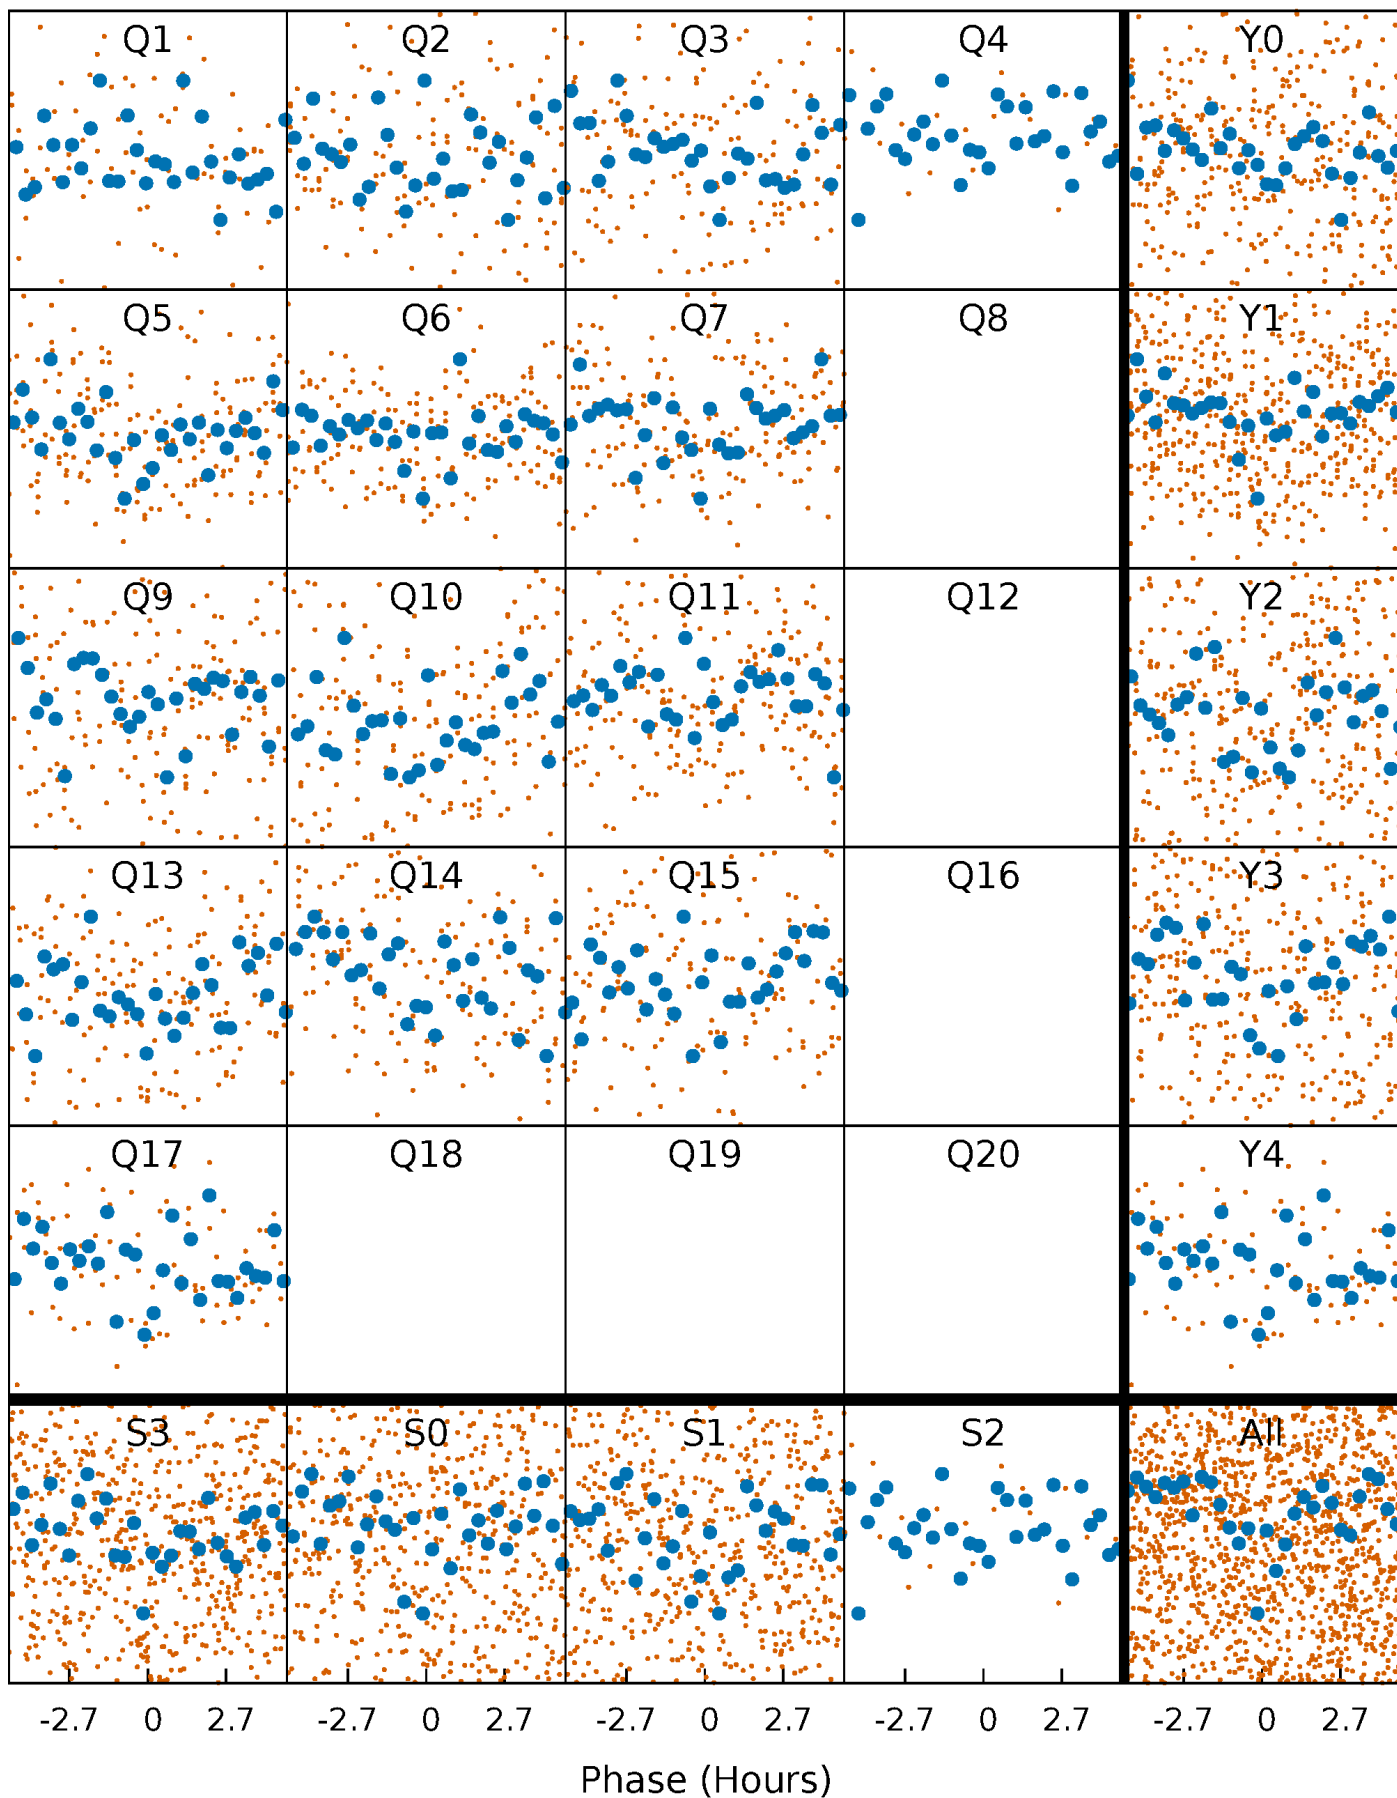 Q1 Q2 Q3 Q4 Y0
Q5 Q6 Q7 Q8 Y1
Q9 Q10 Q11 Q12 Y2
Q13 Q14 Q15 Q16 Y3
Q17 Q18 Q19 Q20 Y4
S3 S0 S1 S2 All
-2.7 0 2.7 -2.7 0 2.7 -2.7 0 2.7 -2.7 0 2.7 -2.7 0 2.7
Phase (Hours)